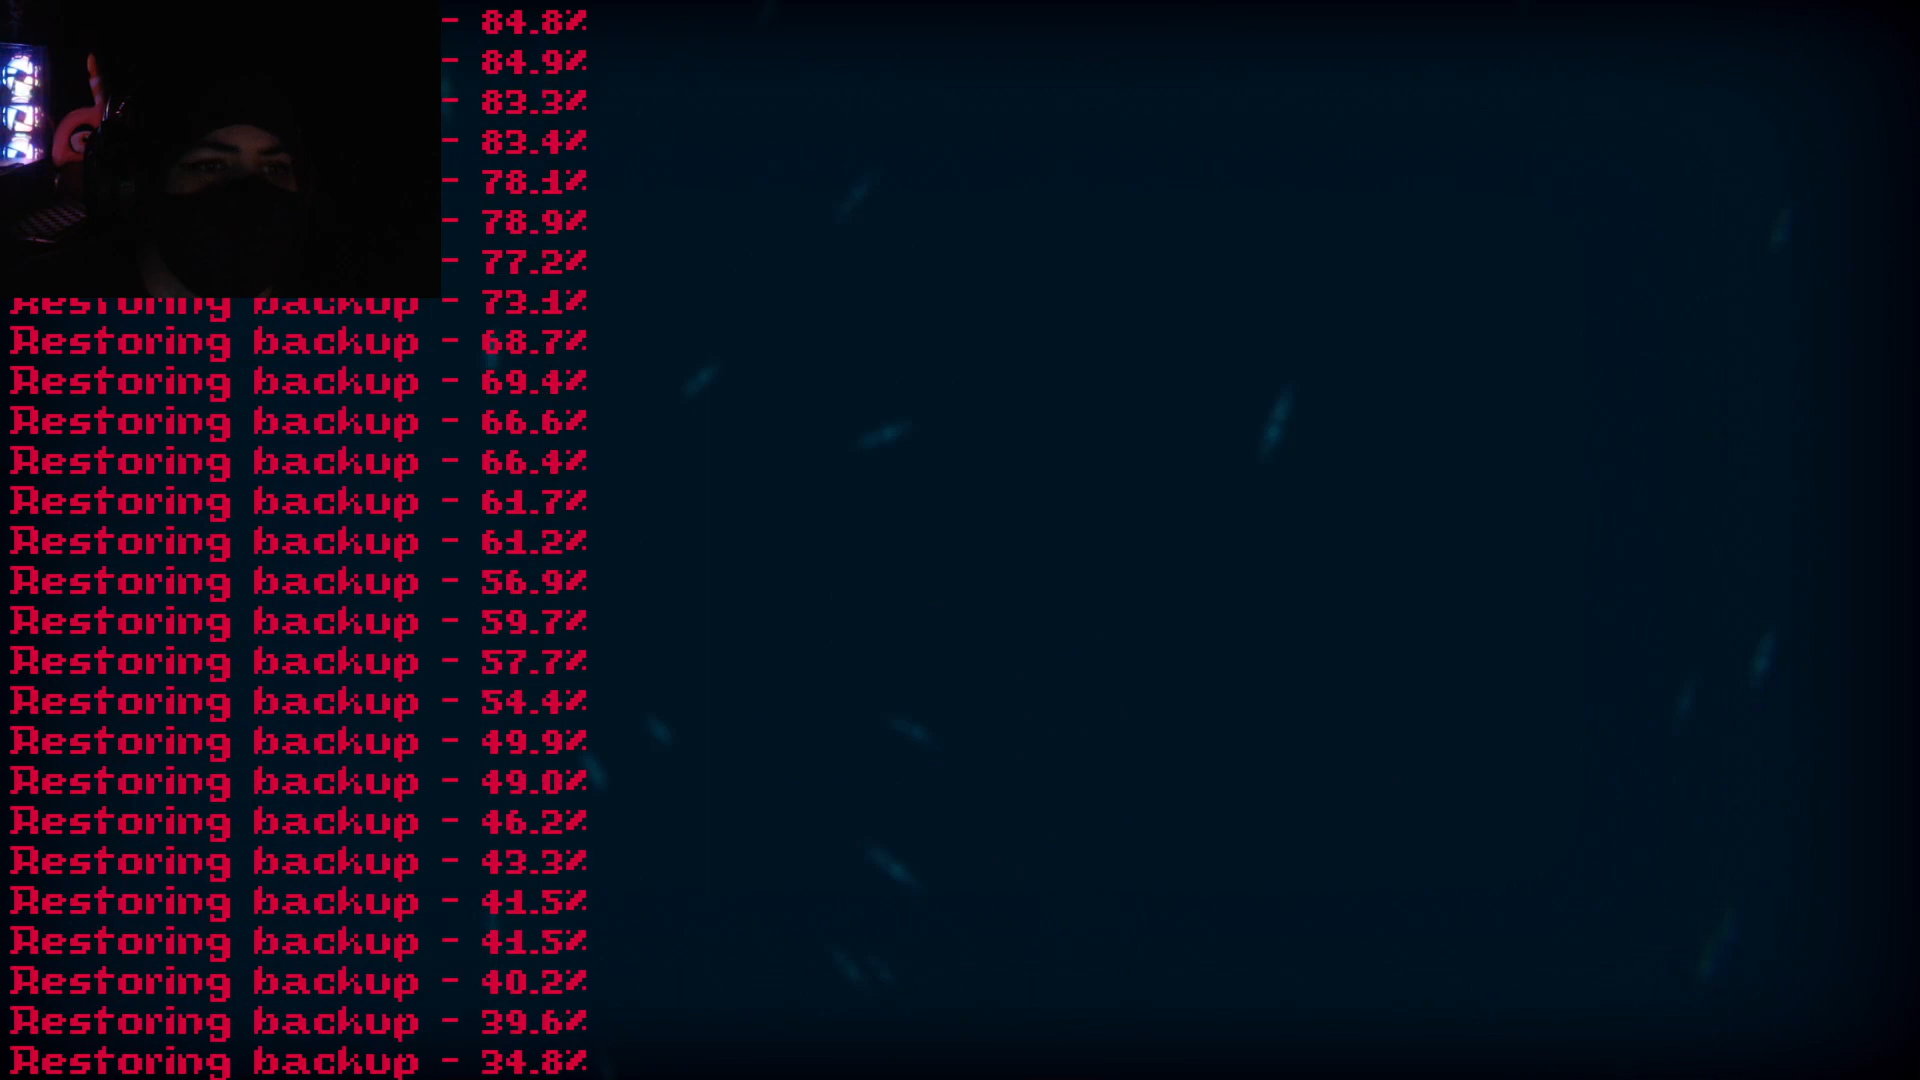 - 84.8%
- 84.9%
- 83.3%
- 83.4%
- 78.1%
- 78.9%
- 77.2%
Restoring backup - 73.1%
Restoring backup - 68.7%
Restoring backup - 69.4%
Restoring backup - 66.6%
Restoring backup - 66.4%
Restoring backup - 61.7%
Restoring backup - 61.2%
Restoring backup - 56.9%
Restoring backup - 59.7%
Restoring backup - 57.7%
Restoring backup - 54.4%
Restoring backup - 49.9%
Restoring backup - 49.0%
Restoring backup - 46.2%
Restoring backup - 43.3%
Restoring backup - 41.5%
Restoring backup - 41.5%
Restoring backup - 40.2%
Restoring backup - 39.6%
Restoring backup - 34.8%